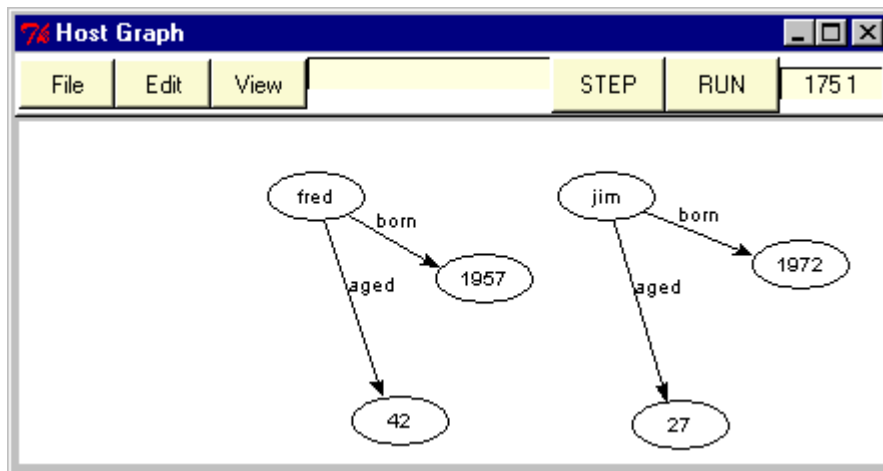 Host Graph
File Edit View STEP RUN 175 1
fred jim
born born
1957 1972
aged aged
42 27